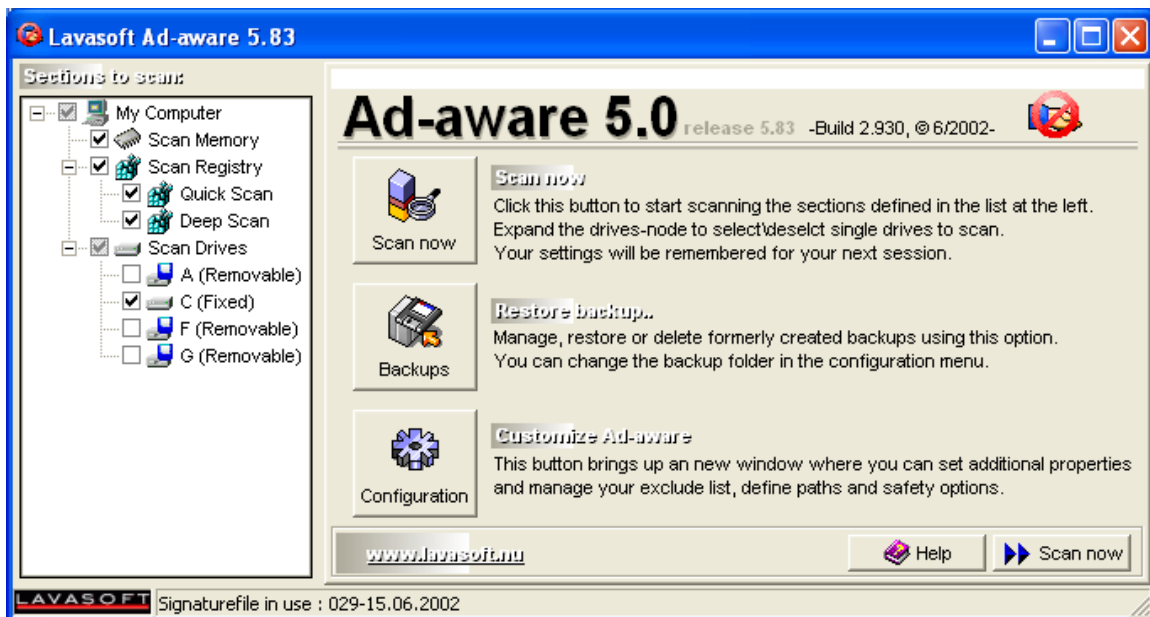 Lavasoft Ad-aware 5.83
Sections to scan:
My Computer
Scan Memory
Scan Registry
Quick Scan
Deep Scan
Scan Drives
A (Removable)
C (Fixed)
F (Removable)
G (Removable)
Ad-aware 5.0 release 5.83 -Build 2.930, © 6/2002-
Scan now
Scan now
Click this button to start scanning the sections defined in the list at the left.
Expand the drives-node to select\deselct single drives to scan.
Your settings will be remembered for your next session.
Backups
Restore backup..
Manage, restore or delete formerly created backups using this option.
You can change the backup folder in the configuration menu.
Configuration
Customize Ad-aware
This button brings up an new window where you can set additional properties
and manage your exclude list, define paths and safety options.
www.lavasoft.nu
Help
Scan now
LAVASOFT Signaturefile in use : 029-15.06.2002